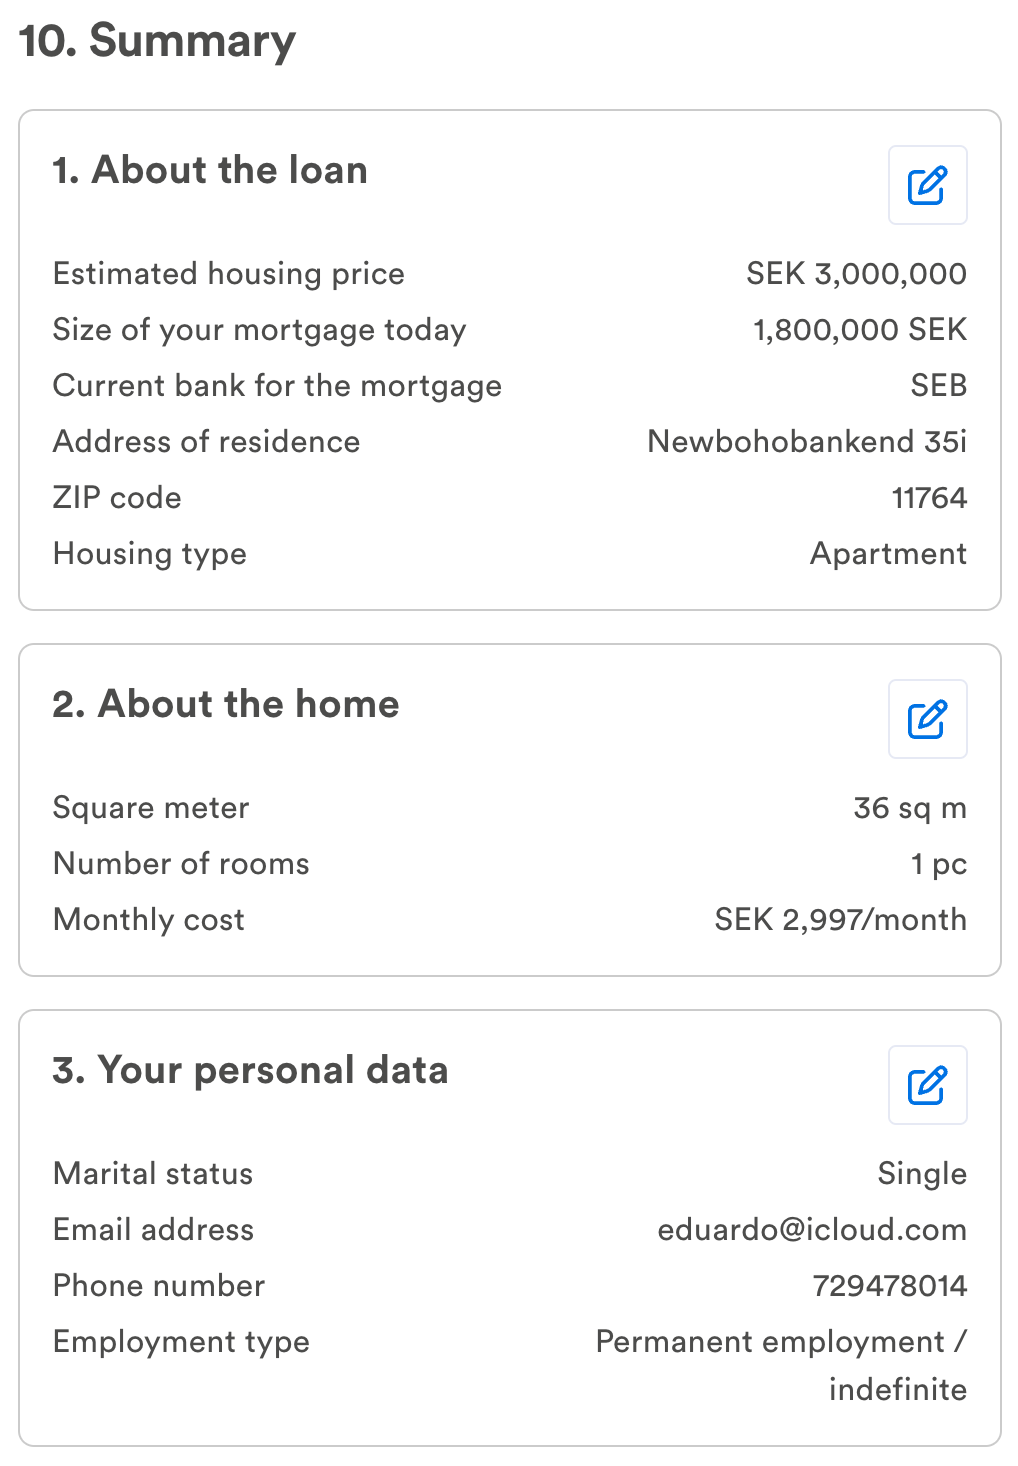 10. Summary
1. About the loan
Estimated housing price SEK 3,000,000
Size of your mortgage today 1,800,000 SEK
Current bank for the mortgage SEB
Address of residence Newbohobankend 35i
ZIP code 11764
Housing type Apartment
2. About the home
Square meter 36 sq m
Number of rooms 1 pc
Monthly cost SEK 2,997/month
3. Your personal data
Marital status Single
Email address eduardo@icloud.com
Phone number 729478014
Employment type Permanent employment /
indefinite